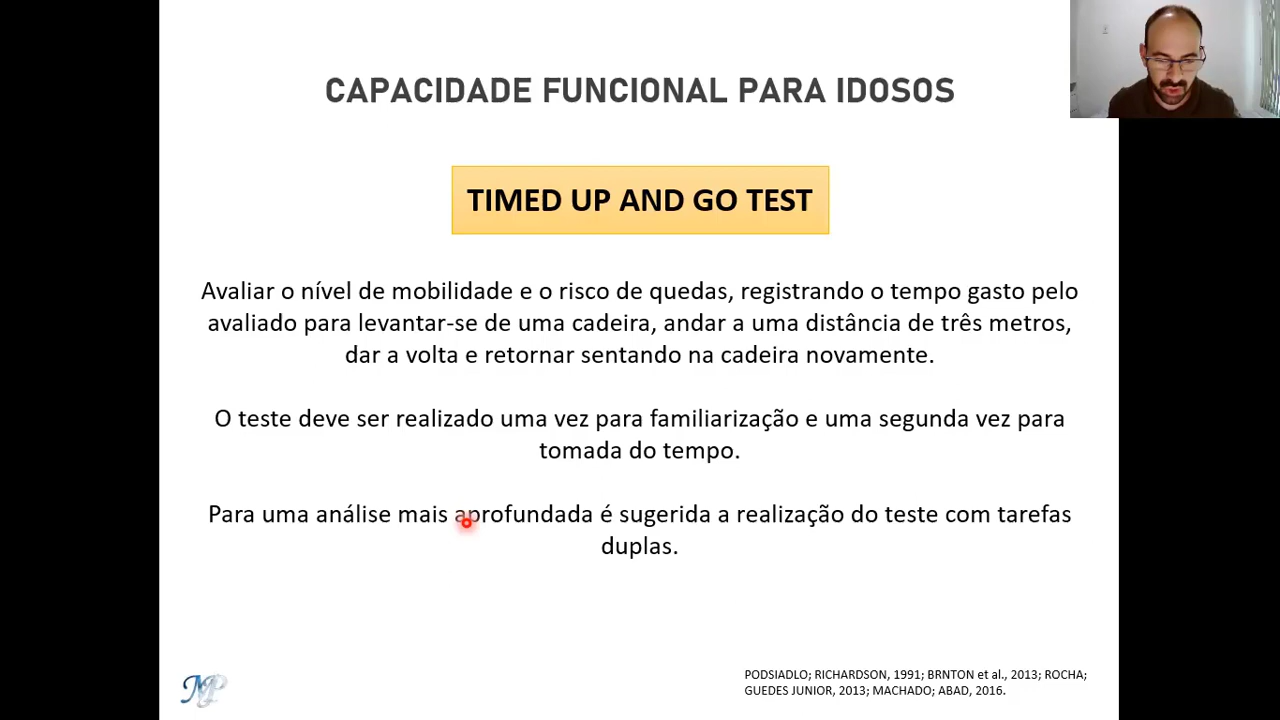 CAPACIDADE FUNCIONAL PARA IDOSOS
TIMED UP AND GO TEST
Avaliar o nível de mobilidade e o risco de quedas, registrando o tempo gasto pelo
avaliado para levantar-se de uma cadeira, andar a uma distância de três metros,
dar a volta e retornar sentando na cadeira novamente.
O teste deve ser realizado uma vez para familiarização e uma segunda vez para
tomada do tempo.
Para uma análise mais aprofundada é sugerida a realização do teste com tarefas
duplas.
MP
PODSIADLO; RICHARDSON, 1991; BRNTON et al., 2013; ROCHA;
GUEDES JUNIOR, 2013; MACHADO; ABAD, 2016.